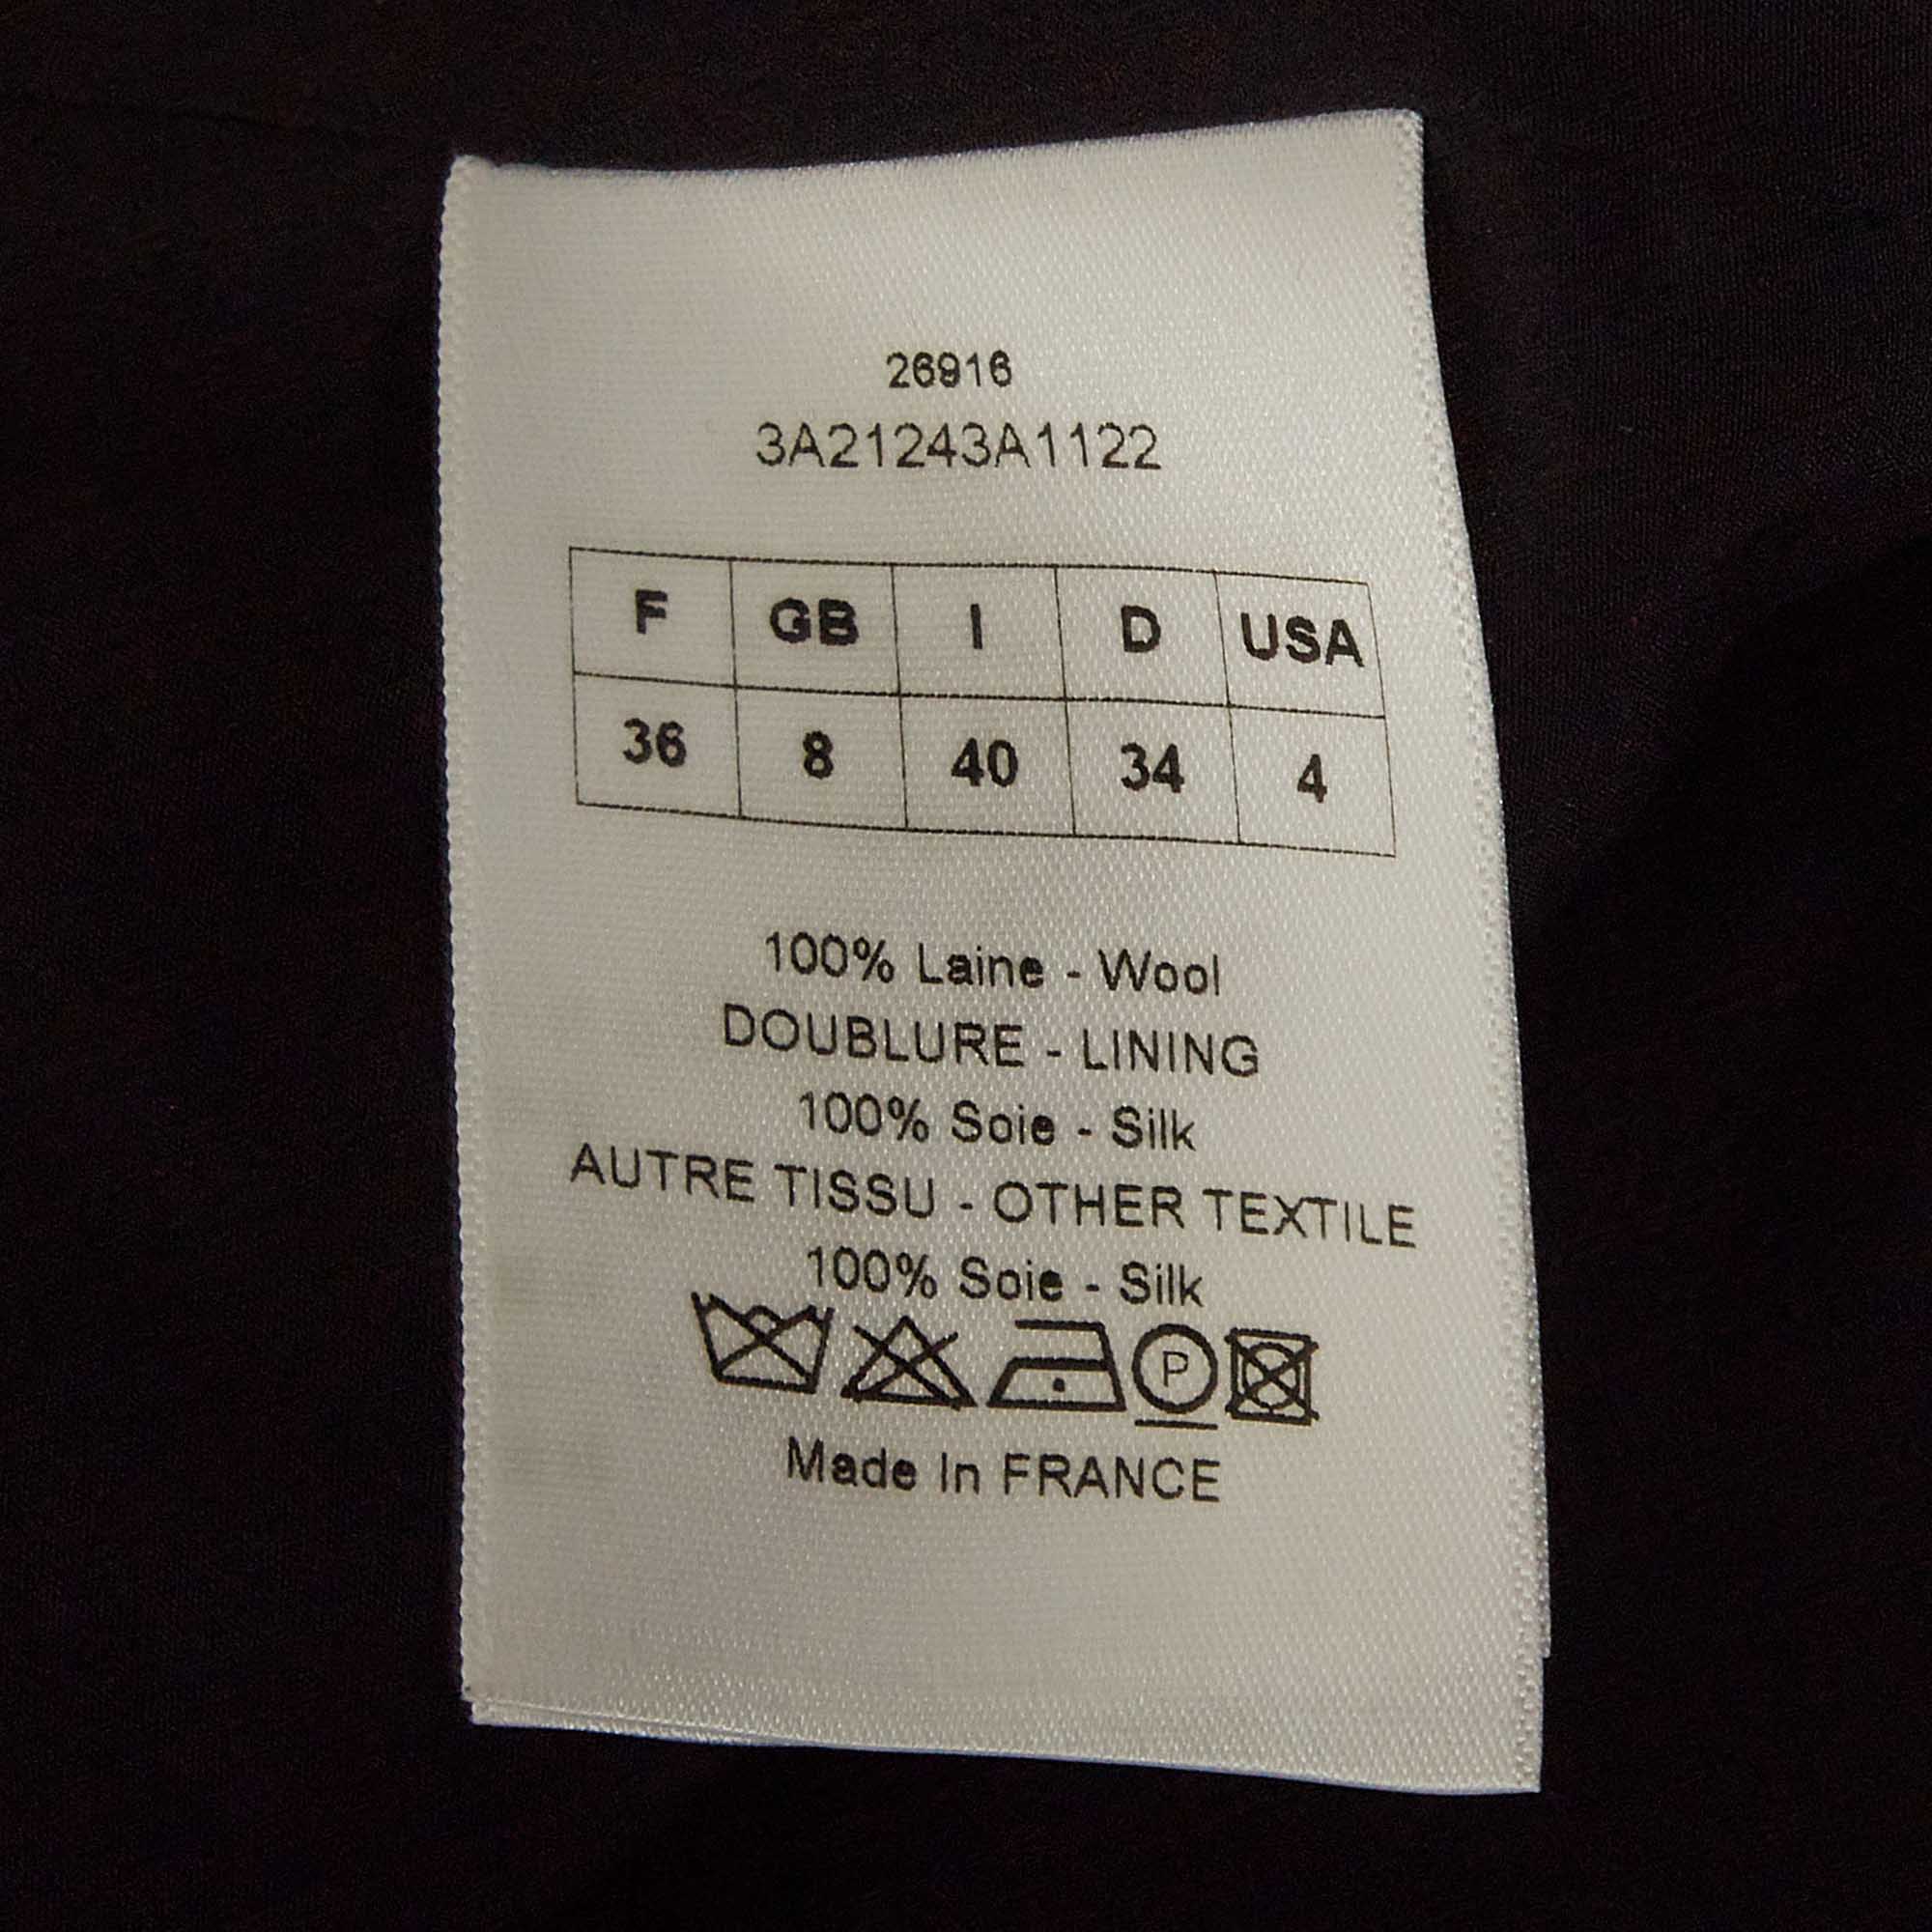 26916
3A21243A1122
F GB I D USA
36 8 40 34 4
100% Laine - Wool
DOUBLURE - LINING
100% Soie - Silk
AUTRE TISSU - OTHER TEXTILE
100% Soie - Silk
P
Made In FRANCE